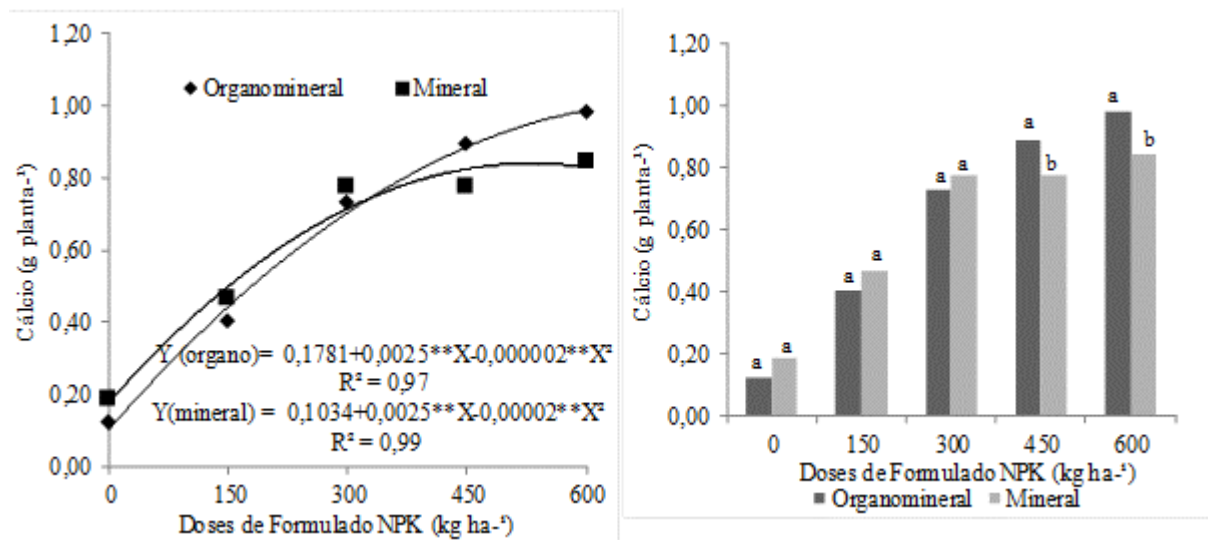 1,20
1,00
0,80
0,60
0,40
0,20
0,00
Cálcio (g planta-¹)
Organomineral
Mineral
Y (organo)= 0,1781+0,0025**X-0,000002**X²
R² = 0,97
Y(mineral) = 0,1034+0,0025**X-0,00002**X²
R² = 0,99
0 150 300 450 600
Doses de Formulado NPK (kg ha-¹)
1,20
1,00
0,80
0,60
0,40
0,20
0,00
Cálcio (g planta-¹)
a a
a a
a a
a b
a b
0 150 300 450 600
Doses de Formulado NPK (kg ha-¹)
Organomineral Mineral